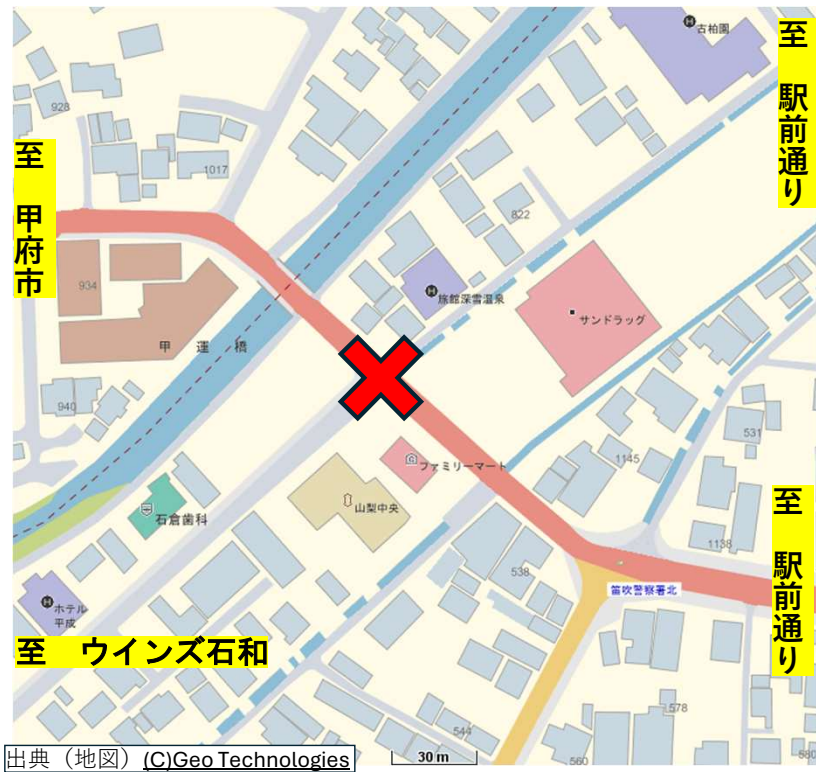 古柏園
至 駅前通り
928
1017
至 甲府市
822
旅館深雪温泉
934
サンドラッグ
甲運橋
940
531
ファミリーマート
1145
山梨中央
石倉歯科
至 駅前通り
1138
538
笛吹警察署北
ホテル
平成
至 ウインズ石和
578
544
560
580
30 m
出典（地図）(C)Geo Technologies